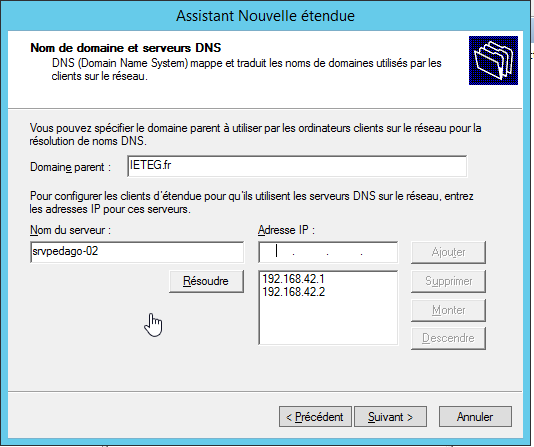 Assistant Nouvelle étendue
Nom de domaine et serveurs DNS
DNS (Domain Name System) mappe et traduit les noms de domaines utilisés par les
clients sur le réseau.
Vous pouvez spécifier le domaine parent à utiliser par les ordinateurs clients sur le réseau pour la
résolution de noms DNS.
Domaine parent : IETEG.fr
Pour configurer les clients d'étendue pour qu'ils utilisent les serveurs DNS sur le réseau, entrez
les adresses IP pour ces serveurs.
Nom du serveur : Adresse IP :
srvpedago-02 . . . Ajouter
Résoudre 192.168.42.1 Supprimer
192.168.42.2
Monter
Descendre
< Précédent Suivant > Annuler